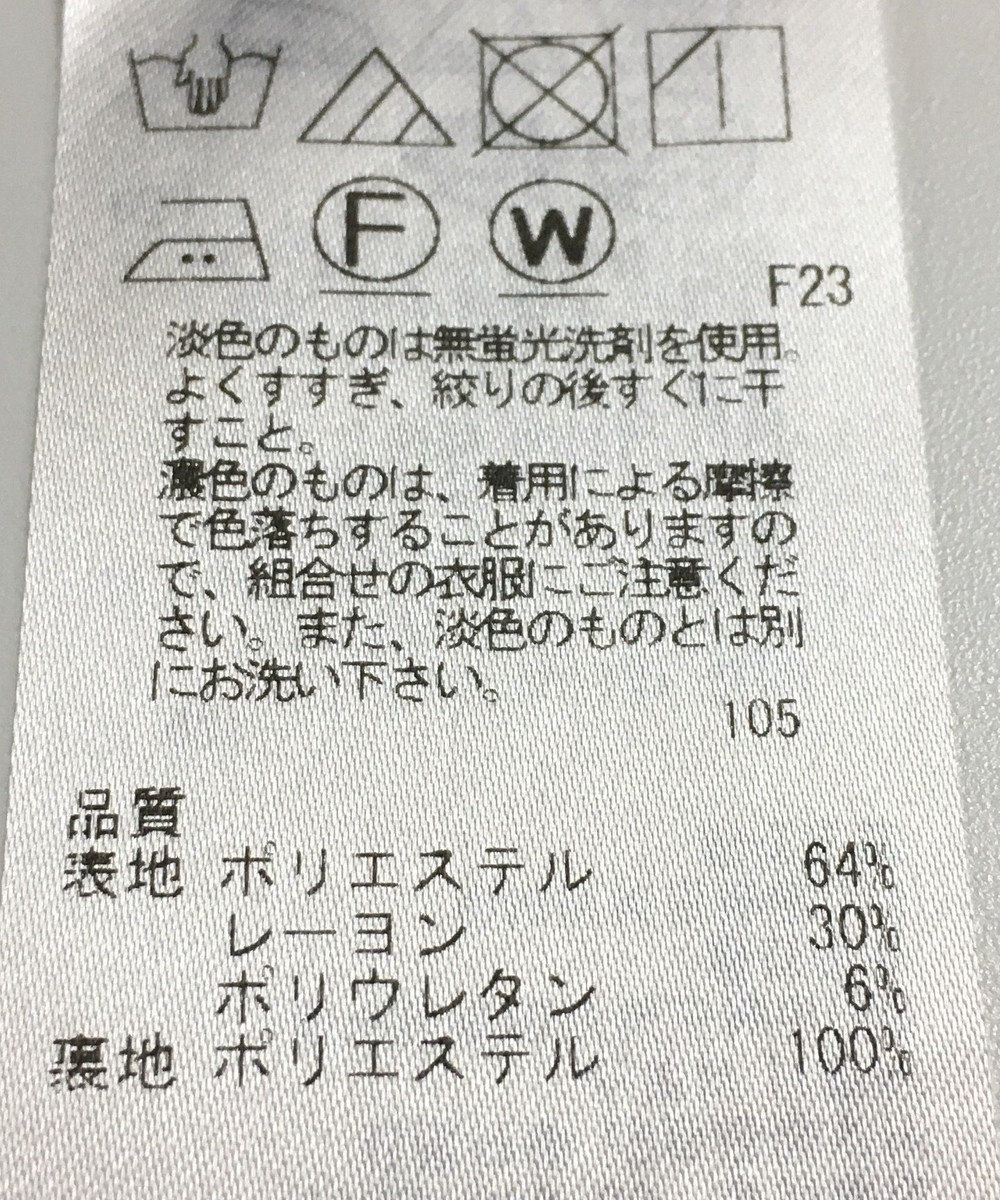 F W
F23
淡色のものは無蛍光洗剤を使用。
よくすすぎ、絞りの後すぐに干
すこと。
濃色のものは、着用による摩擦
で色落ちすることがありますの
で、組合せの衣服にご注意くだ
さい。また、淡色のものとは別
にお洗い下さい。
105
品質
表地 ポリエステル 64%
レーヨン 30%
ポリウレタン 6%
裏地 ポリエステル 100%